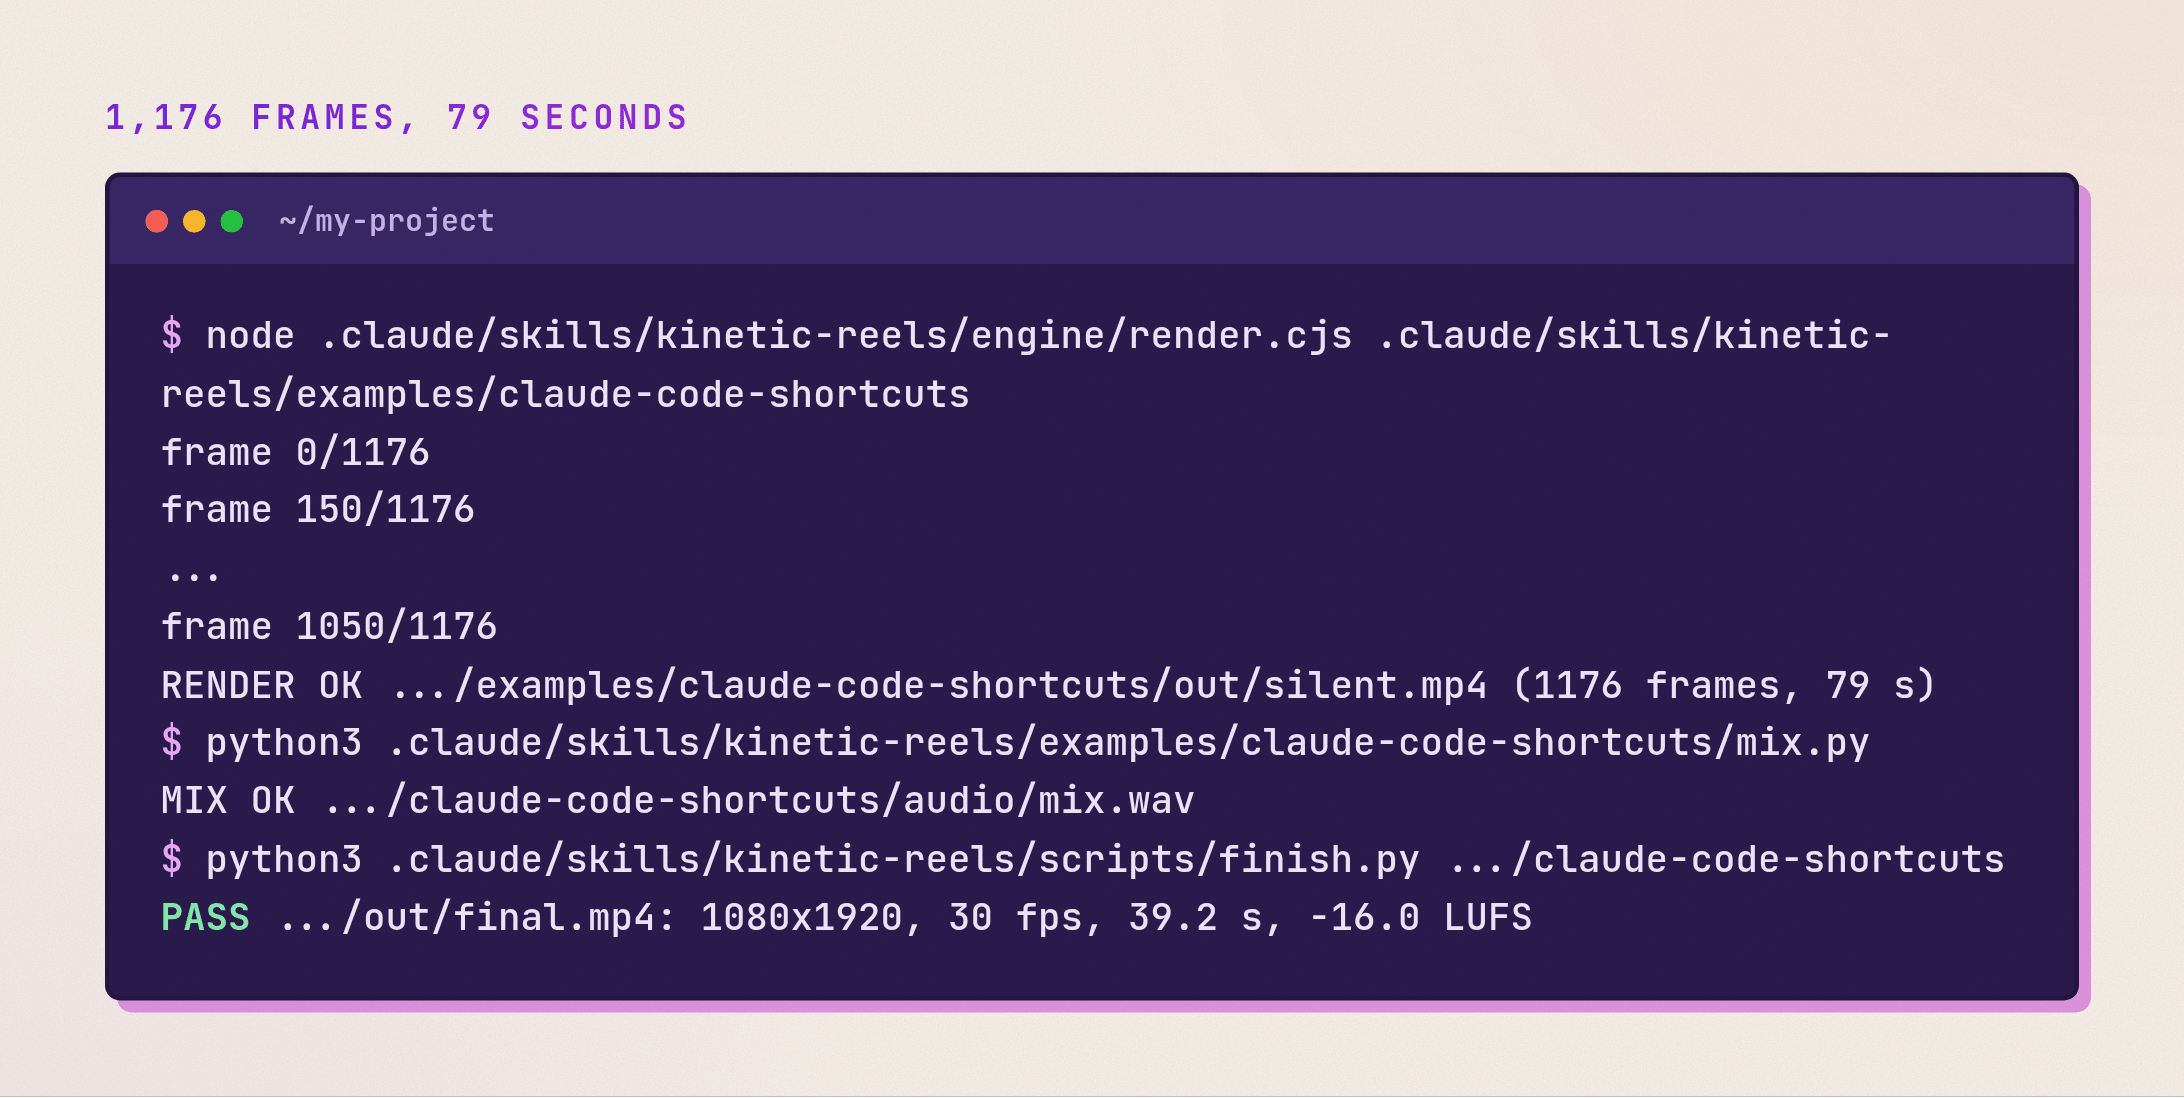 1,176 FRAMES, 79 SECONDS
~/my-project
$ node .claude/skills/kinetic-reels/engine/render.cjs .claude/skills/kinetic-
reels/examples/claude-code-shortcuts
frame 0/1176
frame 150/1176
...
frame 1050/1176
RENDER OK .../examples/claude-code-shortcuts/out/silent.mp4 (1176 frames, 79 s)
$ python3 .claude/skills/kinetic-reels/examples/claude-code-shortcuts/mix.py
MIX OK .../claude-code-shortcuts/audio/mix.wav
$ python3 .claude/skills/kinetic-reels/scripts/finish.py .../claude-code-shortcuts
PASS .../out/final.mp4: 1080x1920, 30 fps, 39.2 s, -16.0 LUFS